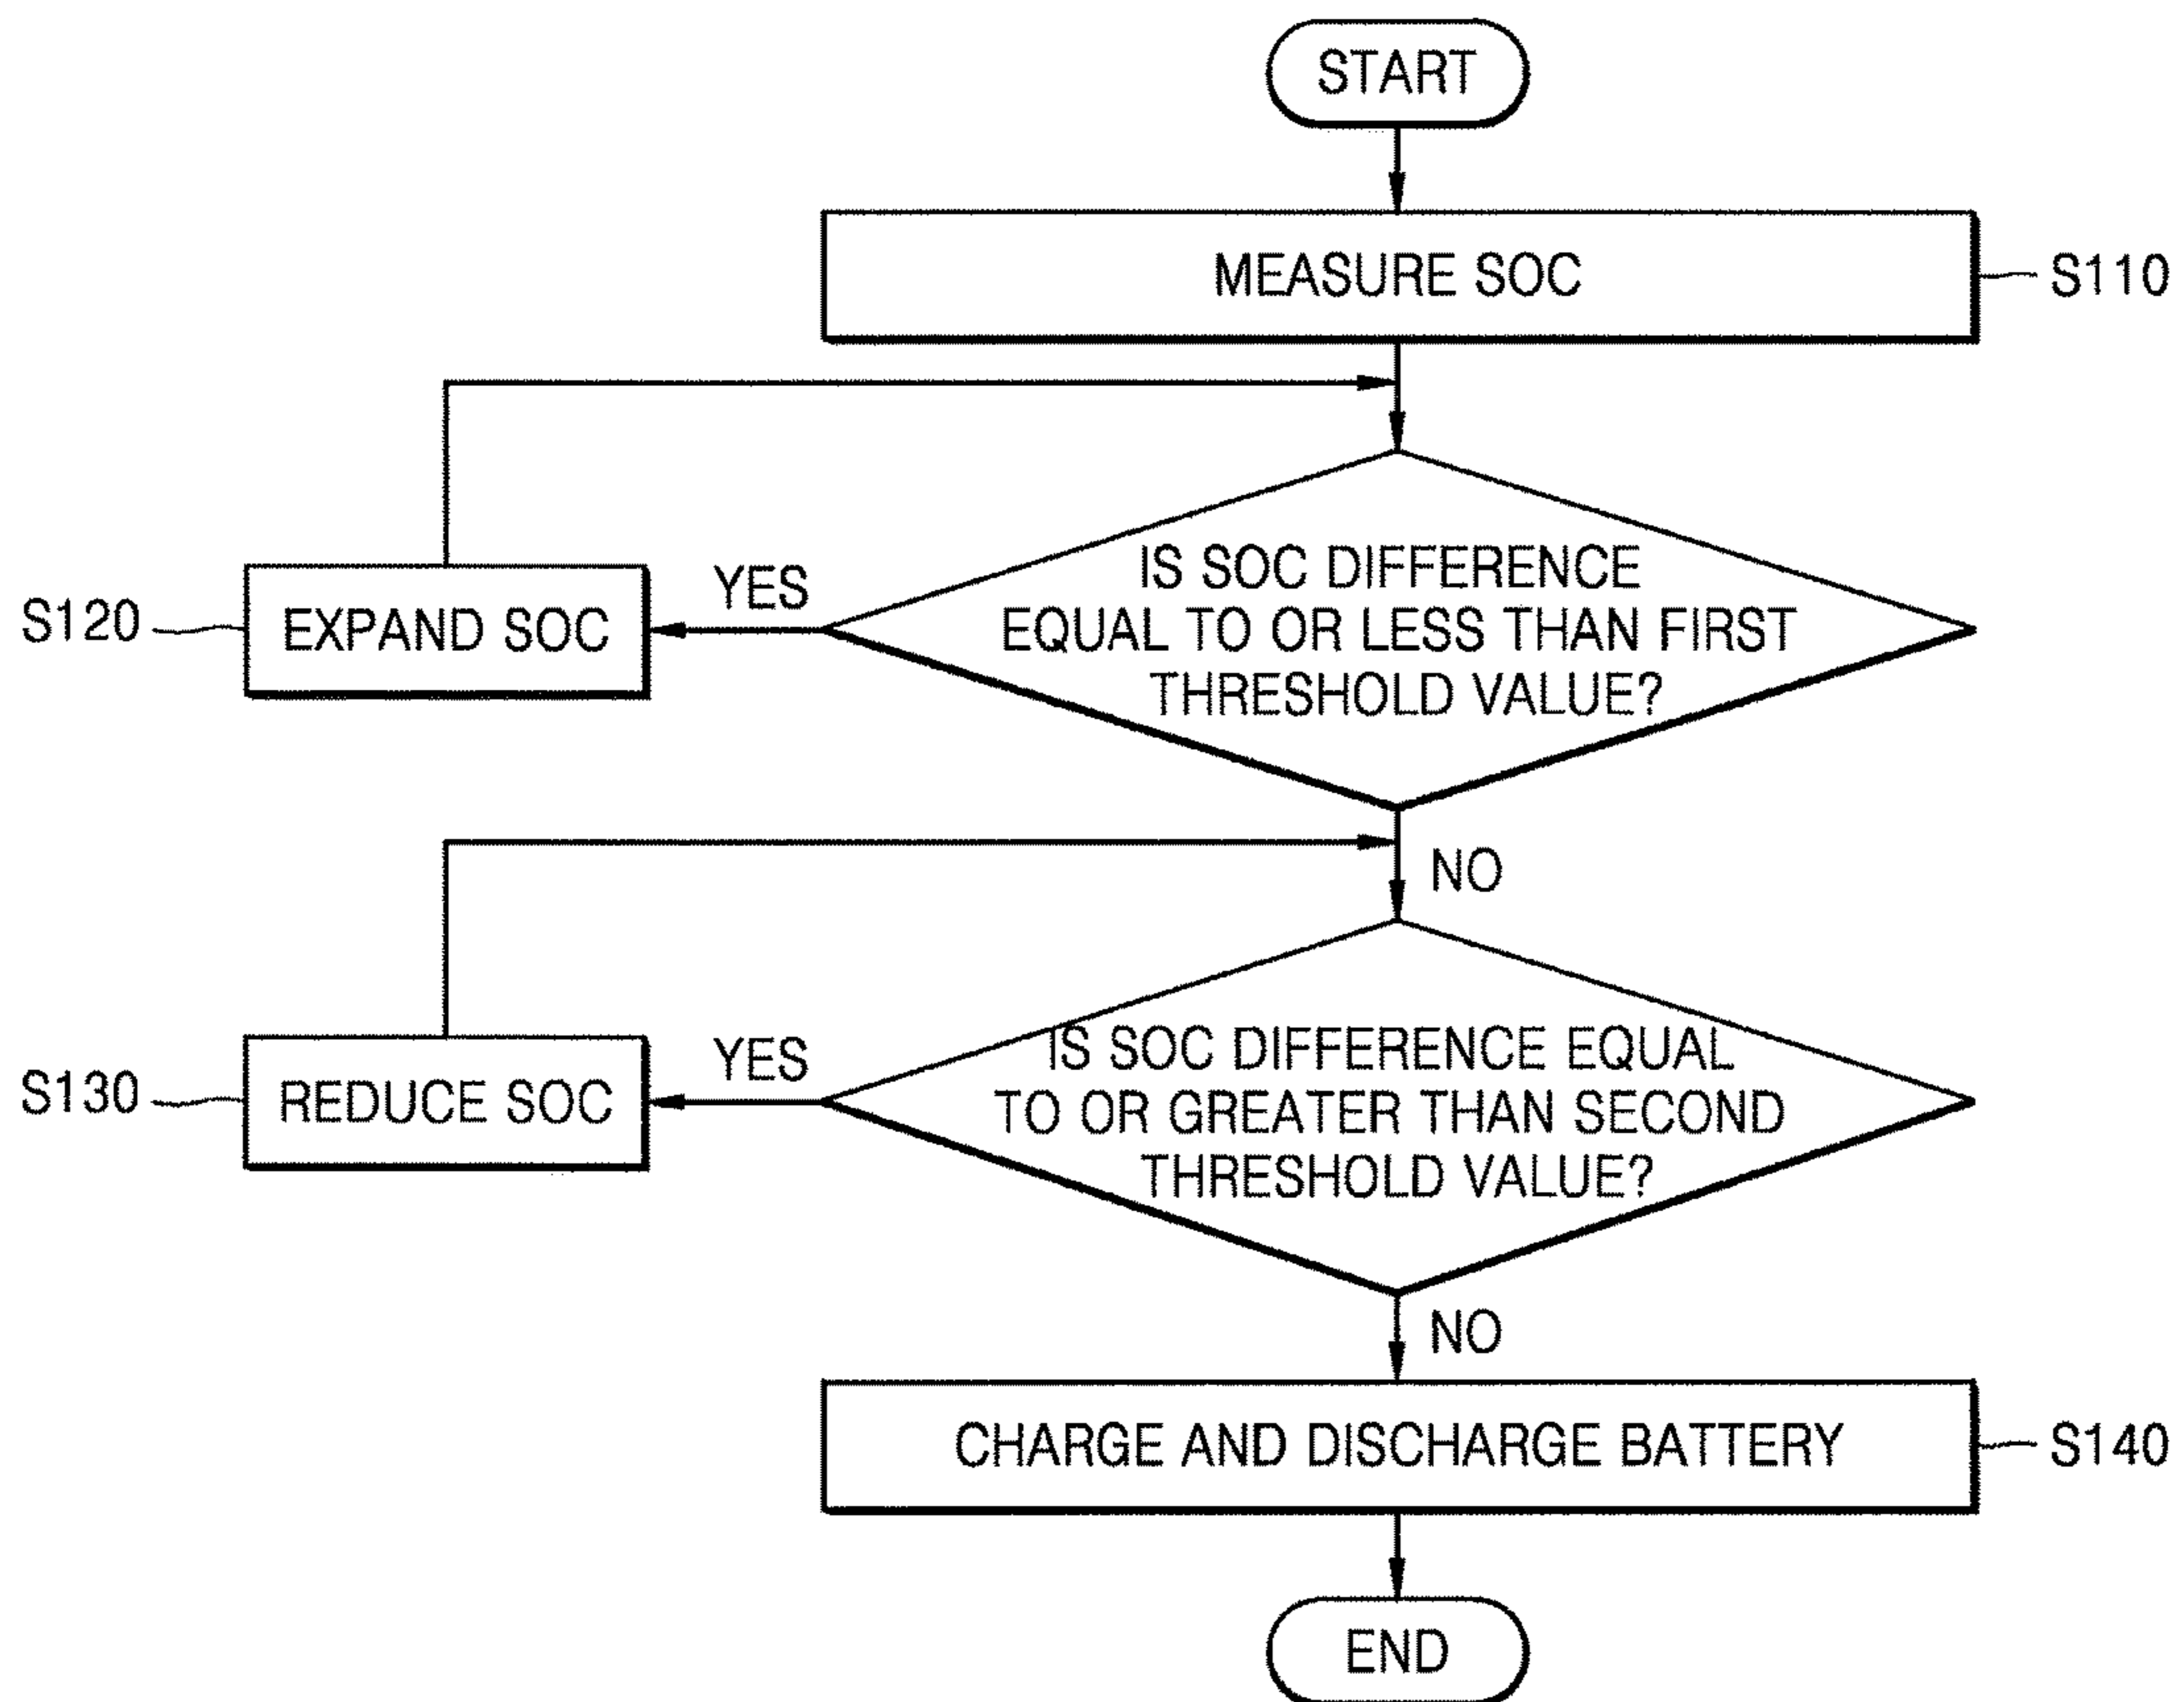 START
MEASURE SOC
S110
IS SOC DIFFERENCE
EQUAL TO OR LESS THAN FIRST
THRESHOLD VALUE?
YES
EXPAND SOC
S120
NO
IS SOC DIFFERENCE EQUAL
TO OR GREATER THAN SECOND
THRESHOLD VALUE?
YES
REDUCE SOC
S130
NO
CHARGE AND DISCHARGE BATTERY
S140
END